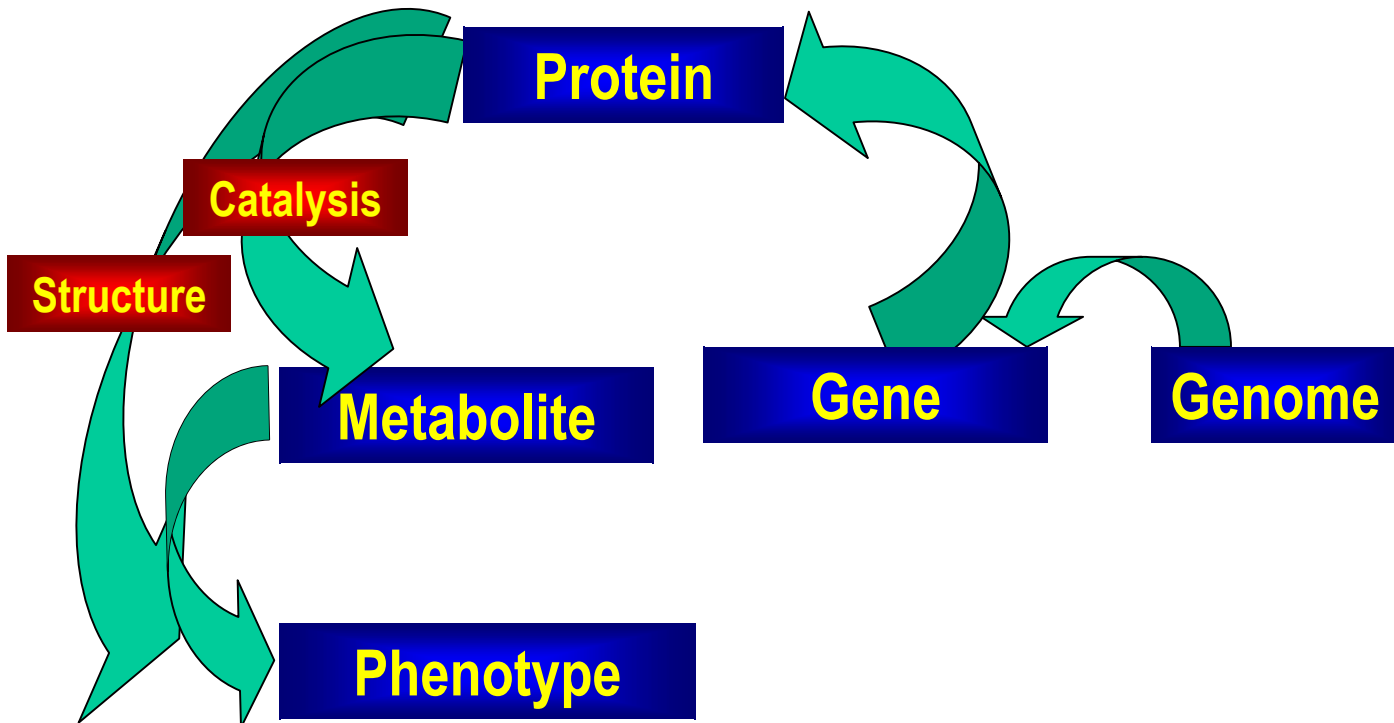 Protein
Catalysis
Structure
Metabolite
Gene
Genome
Phenotype